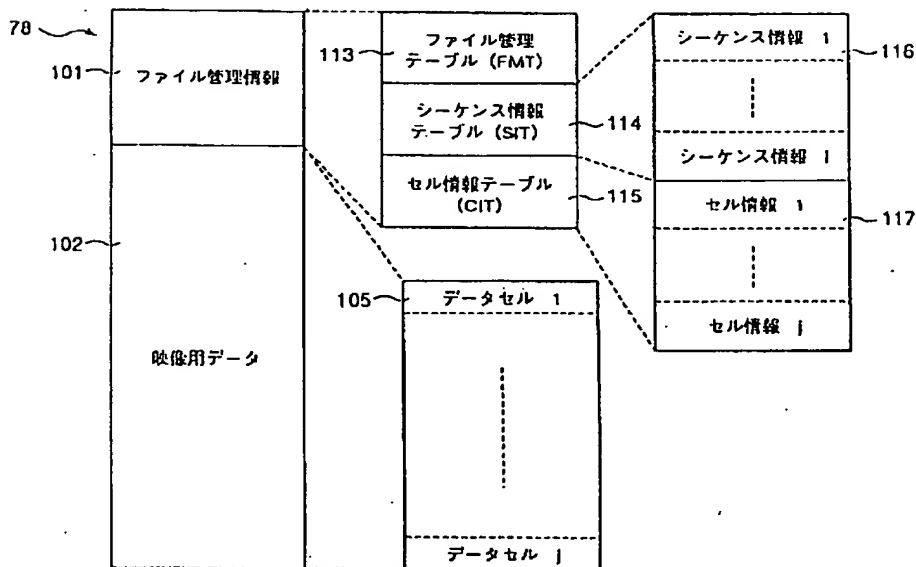 78
101
ファイル管理情報
102
映像用データ
113
ファイル管理
テーブル (FMT)
シーケンス情報
テーブル (SIT)
114
セル情報テーブル
(CIT)
115
105
データセル 1
データセル j
シーケンス情報 1
116
シーケンス情報 i
セル情報 1
117
セル情報 j